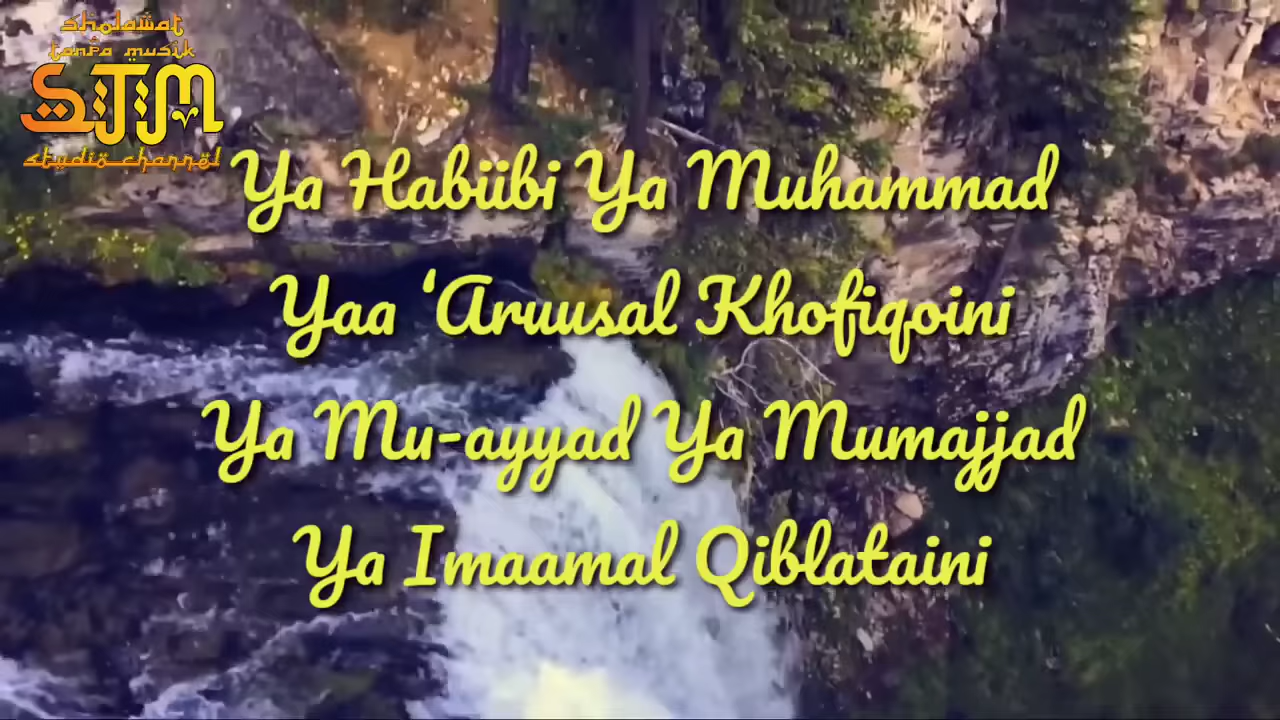 sholawat
tanpa musik
STM
studio channel
Ya Habiibi Ya Muhammad
Yaa ‘Aruusal Khofiqoini
Ya Mu-ayyad Ya Mumajjad
Ya Imaamal Qiblataini